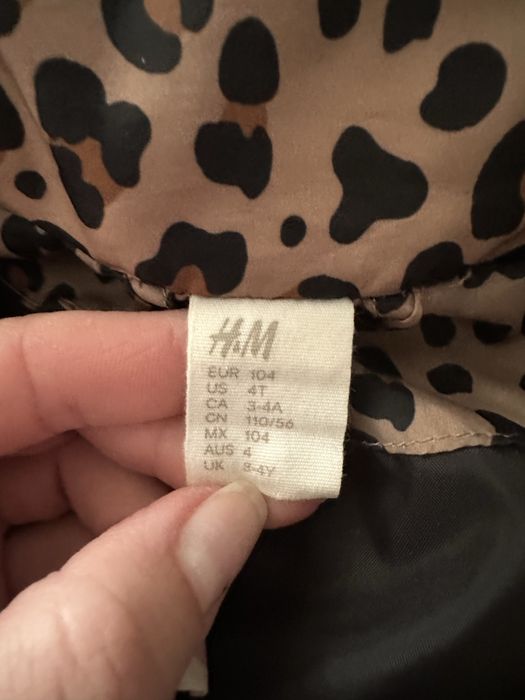 H&M
EUR 104
US 4T
CA 3-4A
CN 110/56
MX 104
AUS 4
UK 3-4Y